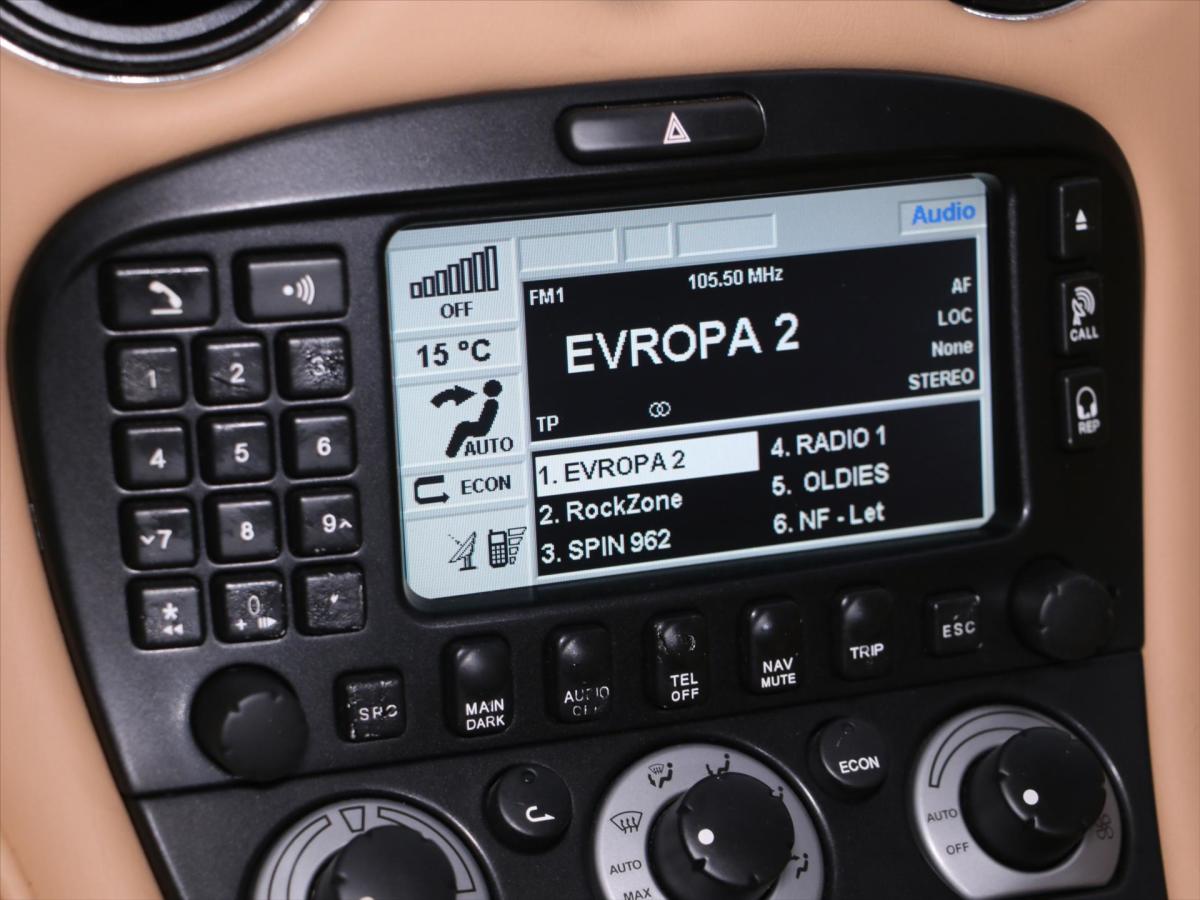 Audio
OFF
15 °C
AUTO
ECON
FM1
105.50 MHz
AF
LOC
None
STEREO
EVROPA 2
TP
1. EVROPA 2
2. RockZone
3. SPIN 962
4. RADIO 1
5. OLDIES
6. NF - Let
CALL
REP
1 2 3
4 5 6
7 8 9
* 0
+
SRC
MAIN
DARK
AUDIO
OFF
TEL
OFF
NAV
MUTE
TRIP
ESC
ECON
AUTO
MAX
AUTO
OFF